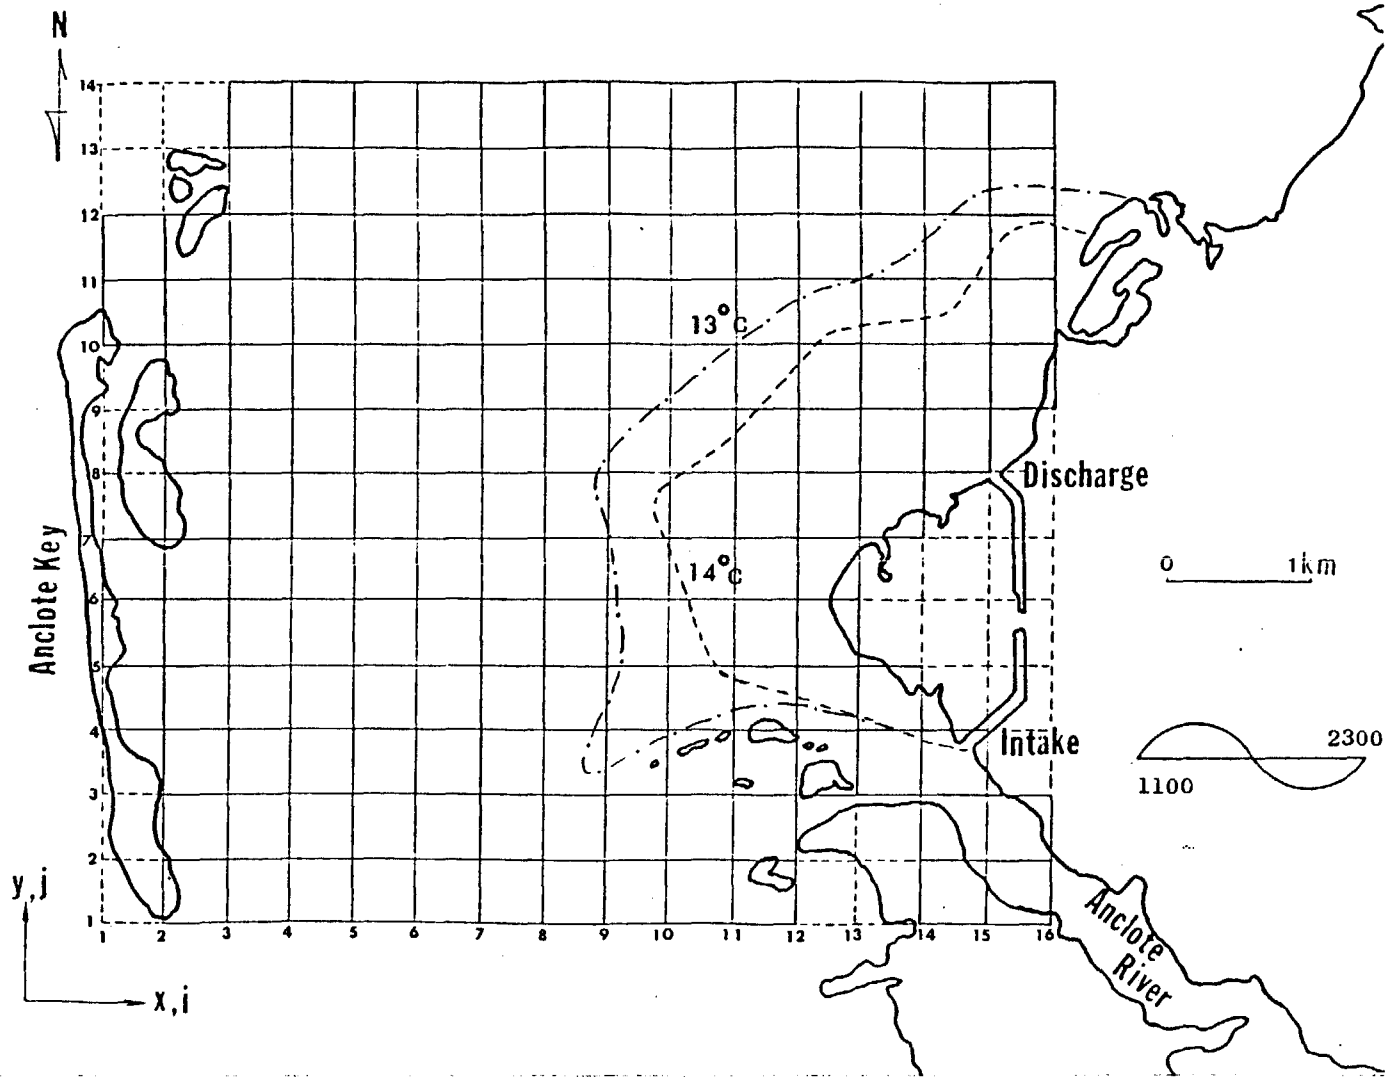 N
14
13
12
11
10
9
8
7
6
5
4
3
2
1
1 2 3 4 5 6 7 8 9 10 11 12 13 14 15 16
13°C
14°C
Discharge
Intake
Anclote Key
Anclote
River
0 1km
2300
1100
y,j
x,i